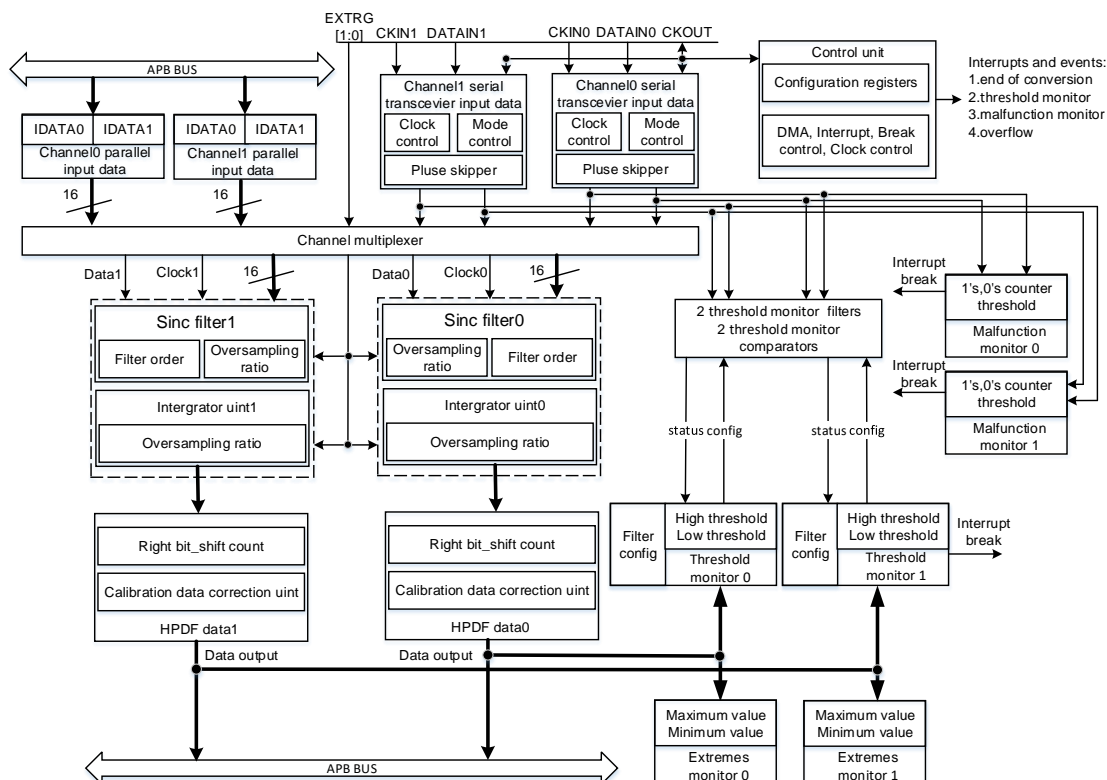 EXTRG
[1:0] CKIN1 DATAIN1 CKIN0 DATAIN0 CKOUT
APB BUS
IDATA0 IDATA1
Channel0 parallel
input data
16
IDATA0 IDATA1
Channel1 parallel
input data
16
Channel1 serial
transcevier input data
Clock
control
Mode
control
Pluse skipper
Channel0 serial
transcevier input data
Clock
control
Mode
control
Pluse skipper
Control unit
Configuration registers
DMA, Interrupt, Break
control, Clock control
Interrupts and events:
1.end of conversion
2.threshold monitor
3.malfunction monitor
4.overflow
Channel multiplexer
Data1
Clock1
16
Data0
Clock0
16
Sinc filter1
Filter order
Oversampling
ratio
Intergrator uint1
Oversampling ratio
Sinc filter0
Oversampling
ratio
Filter order
Intergrator uint0
Oversampling ratio
2 threshold monitor filters
2 threshold monitor
comparators
Interrupt
break
1's,0's counter
threshold
Malfunction
monitor 0
Interrupt
break
1's,0's counter
threshold
Malfunction
monitor 1
status config
status config
Right bit_shift count
Calibration data correction uint
HPDF data1
Right bit_shift count
Calibration data correction uint
HPDF data0
Filter
config
High threshold
Low threshold
Threshold
monitor 0
Filter
config
High threshold
Low threshold
Threshold
monitor 1
Interrupt
break
Data output
Data output
Maximum value
Minimum value
Extremes
monitor 0
Maximum value
Minimum value
Extremes
monitor 1
APB BUS